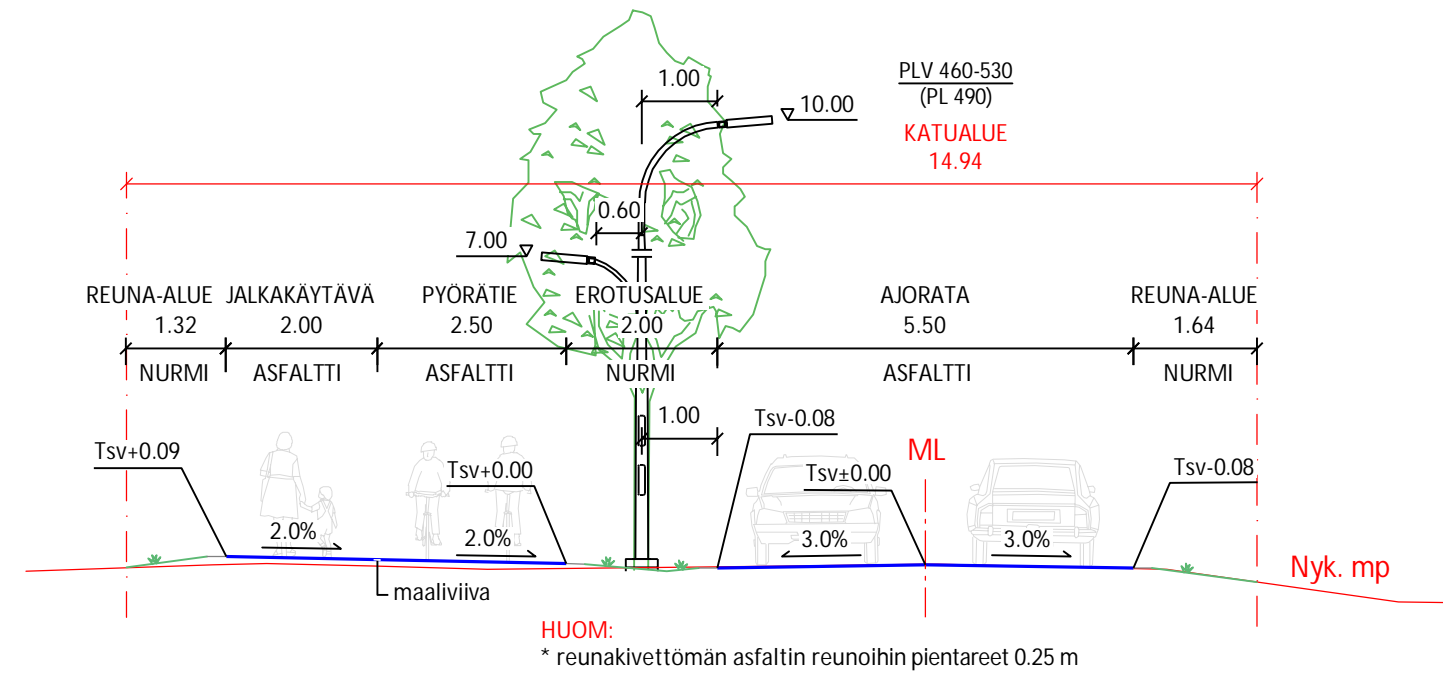 PLV 460-530
(PL 490)
KATUALUE
14.94
1.00
10.00
0.60
7.00
REUNA-ALUE JALKAKÄYTÄVÄ PYÖRÄTIE EROTUSALUE AJORATA REUNA-ALUE
1.32 2.00 2.50 2.00 5.50 1.64
NURMI ASFALTTI ASFALTTI NURMI ASFALTTI NURMI
1.00
Tsv-0.08
Tsv+0.09
Tsv+0.00
ML
Tsv±0.00
Tsv-0.08
2.0% 2.0% 3.0% 3.0%
Nyk. mp
maaliviiva
HUOM:
* reunakivettömän asfaltin reunoihin pientareet 0.25 m